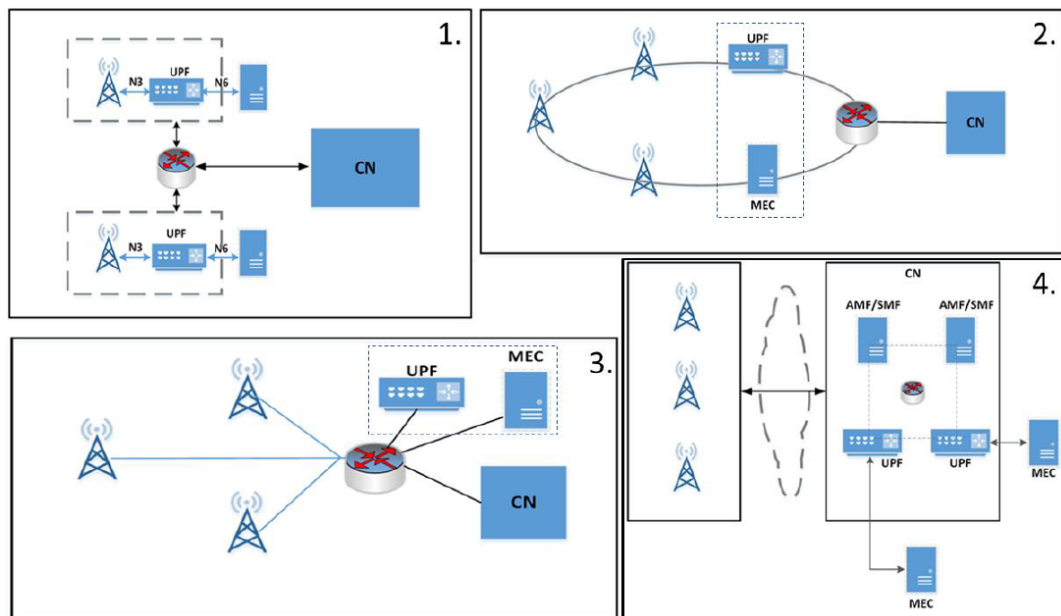 1.
UPF
N3
N6
CN
UPF
N3
N6
2.
UPF
CN
MEC
3.
MEC
UPF
CN
4.
CN
AMF/SMF
AMF/SMF
UPF
UPF
MEC
MEC